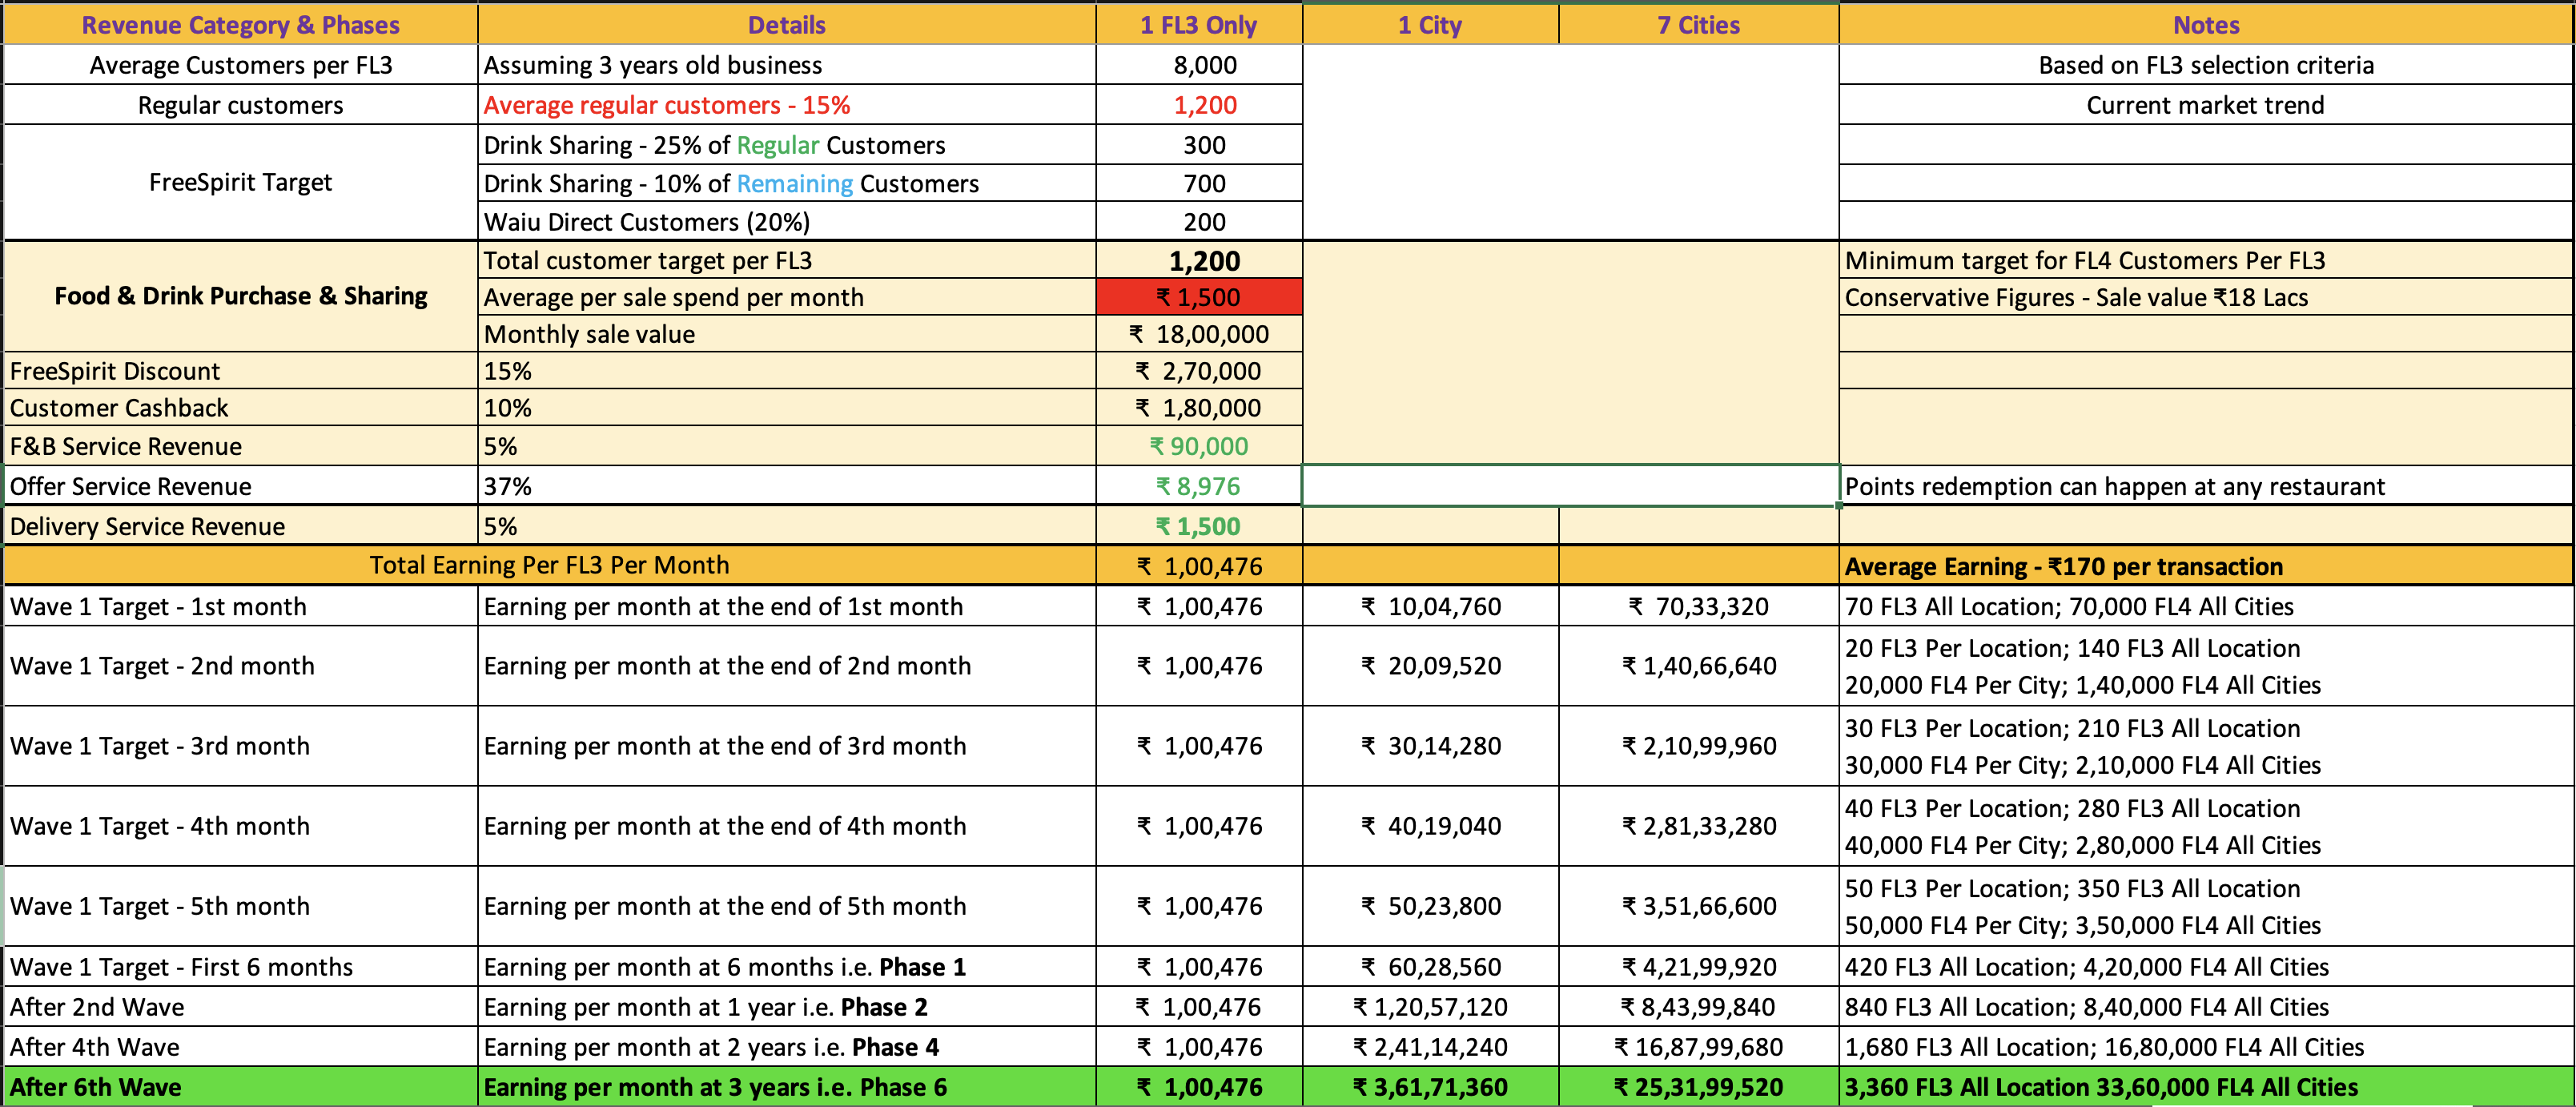 Revenue Category & Phases Details 1 FL3 Only 1 City 7 Cities Notes
Average Customers per FL3 Assuming 3 years old business 8,000 Based on FL3 selection criteria
Regular customers Average regular customers - 15% 1,200 Current market trend
FreeSpirit Target
Drink Sharing - 25% of Regular Customers 300
Drink Sharing - 10% of Remaining Customers 700
Waiu Direct Customers (20%) 200
Food & Drink Purchase & Sharing
Total customer target per FL3 1,200 Minimum target for FL4 Customers Per FL3
Average per sale spend per month ₹ 1,500 Conservative Figures - Sale value ₹18 Lacs
Monthly sale value ₹ 18,00,000
FreeSpirit Discount 15% ₹ 2,70,000
Customer Cashback 10% ₹ 1,80,000
F&B Service Revenue 5% ₹ 90,000
Offer Service Revenue 37% ₹ 8,976 Points redemption can happen at any restaurant
Delivery Service Revenue 5% ₹ 1,500
Total Earning Per FL3 Per Month ₹ 1,00,476 Average Earning - ₹170 per transaction
Wave 1 Target - 1st month Earning per month at the end of 1st month ₹ 1,00,476 ₹ 10,04,760 ₹ 70,33,320 70 FL3 All Location; 70,000 FL4 All Cities
Wave 1 Target - 2nd month Earning per month at the end of 2nd month ₹ 1,00,476 ₹ 20,09,520 ₹ 1,40,66,640 20 FL3 Per Location; 140 FL3 All Location
20,000 FL4 Per City; 1,40,000 FL4 All Cities
Wave 1 Target - 3rd month Earning per month at the end of 3rd month ₹ 1,00,476 ₹ 30,14,280 ₹ 2,10,99,960 30 FL3 Per Location; 210 FL3 All Location
30,000 FL4 Per City; 2,10,000 FL4 All Cities
Wave 1 Target - 4th month Earning per month at the end of 4th month ₹ 1,00,476 ₹ 40,19,040 ₹ 2,81,33,280 40 FL3 Per Location; 280 FL3 All Location
40,000 FL4 Per City; 2,80,000 FL4 All Cities
Wave 1 Target - 5th month Earning per month at the end of 5th month ₹ 1,00,476 ₹ 50,23,800 ₹ 3,51,66,600 50 FL3 Per Location; 350 FL3 All Location
50,000 FL4 Per City; 3,50,000 FL4 All Cities
Wave 1 Target - First 6 months Earning per month at 6 months i.e. Phase 1 ₹ 1,00,476 ₹ 60,28,560 ₹ 4,21,99,920 420 FL3 All Location; 4,20,000 FL4 All Cities
After 2nd Wave Earning per month at 1 year i.e. Phase 2 ₹ 1,00,476 ₹ 1,20,57,120 ₹ 8,43,99,840 840 FL3 All Location; 8,40,000 FL4 All Cities
After 4th Wave Earning per month at 2 years i.e. Phase 4 ₹ 1,00,476 ₹ 2,41,14,240 ₹ 16,87,99,680 1,680 FL3 All Location; 16,80,000 FL4 All Cities
After 6th Wave Earning per month at 3 years i.e. Phase 6 ₹ 1,00,476 ₹ 3,61,71,360 ₹ 25,31,99,520 3,360 FL3 All Location 33,60,000 FL4 All Cities